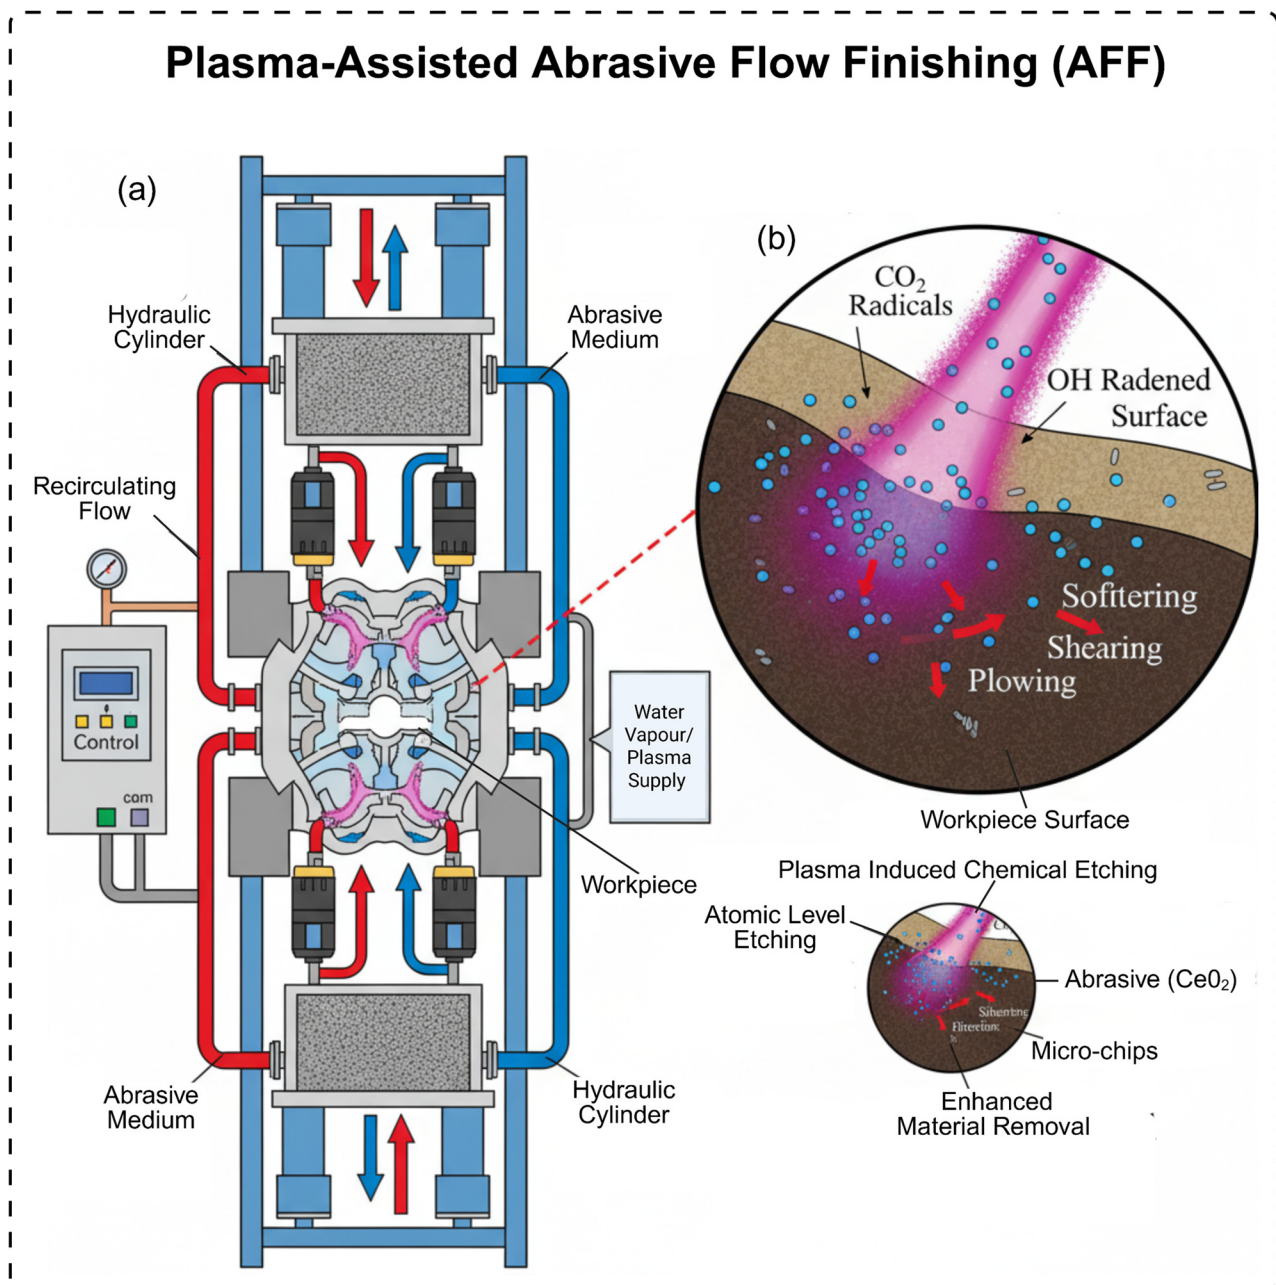 Plasma-Assisted Abrasive Flow Finishing (AFF)
(a)
Hydraulic
Cylinder
Abrasive
Medium
Recirculating
Flow
Control
com
Water
Vapour/
Plasma
Supply
Workpiece
Abrasive
Medium
Hydraulic
Cylinder
(b)
CO₂
Radicals
OH Radened
Surface
Sofitering
Shearing
Plowing
Workpiece Surface
Plasma Induced Chemical Etching
Atomic Level
Etching
Abrasive (Ce0₂)
Micro-chips
Enhanced
Material Removal